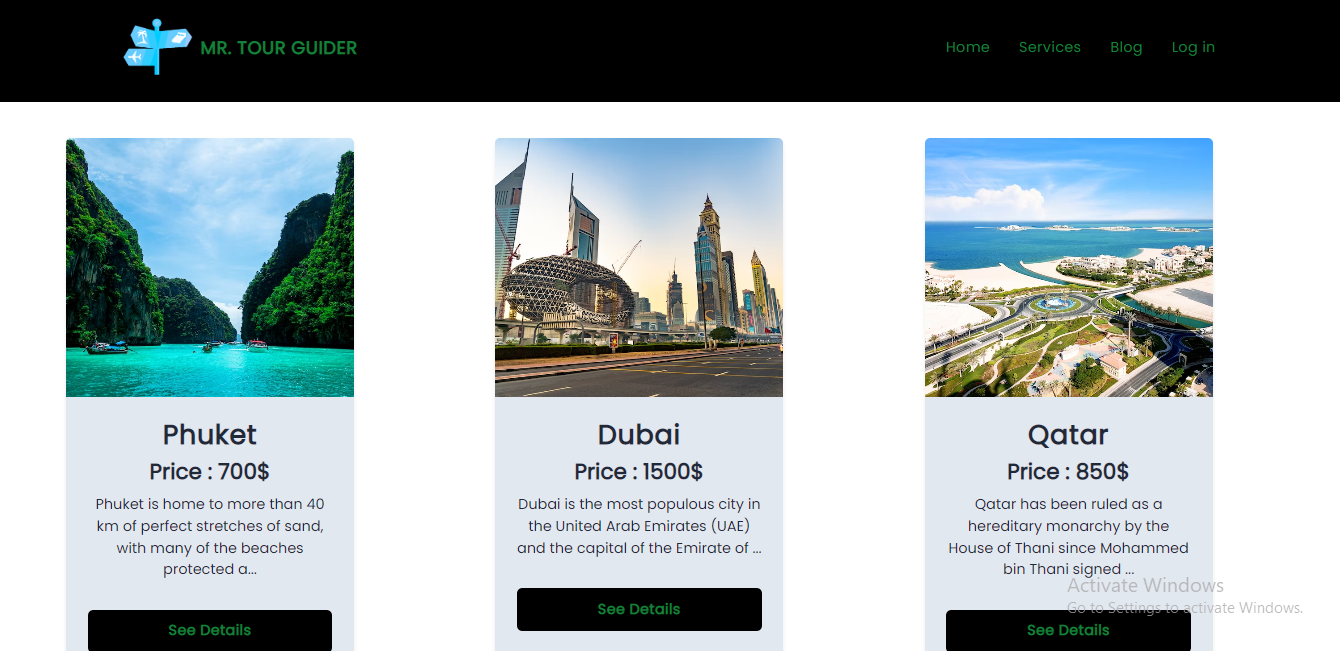 MR. TOUR GUIDER
Home
Services
Blog
Log in
Phuket
Price : 700$
Phuket is home to more than 40
km of perfect stretches of sand,
with many of the beaches
protected a...
See Details
Dubai
Price : 1500$
Dubai is the most populous city in
the United Arab Emirates (UAE)
and the capital of the Emirate of ...
See Details
Qatar
Price : 850$
Qatar has been ruled as a
hereditary monarchy by the
House of Thani since Mohammed
bin Thani signed ...
See Details
Activate Windows
Go to Settings to activate Windows.